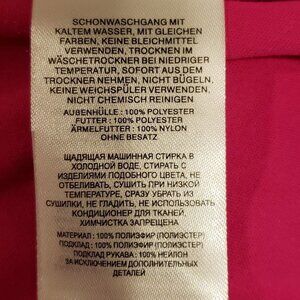 SCHONWASCHGANG MIT
KALTEM WASSER, MIT GLEICHEN
FARBEN, KEINE BLEICHMITTEL
VERWENDEN, TROCKNEN IM
WÄSCHETROCKNER BEI NIEDRIGER
TEMPERATUR, SOFORT AUS DEM
TROCKNER NEHMEN, NICHT BÜGELN,
KEINE WEICHSPÜLER VERWENDEN,
NICHT CHEMISCH REINIGEN
AUßENHÜLLE : 100% POLYESTER
FUTTER : 100% POLYESTER
ÄRMELFUTTER : 100% NYLON
OHNE BESATZ
ЩАДЯЩАЯ МАШИННАЯ СТИРКА В
ХОЛОДНОЙ ВОДЕ, СТИРАТЬ С
ИЗДЕЛИЯМИ ПОДОБНОГО ЦВЕТА, НЕ
ОТБЕЛИВАТЬ, СУШИТЬ ПРИ НИЗКОЙ
ТЕМПЕРАТУРЕ, СРАЗУ УБРАТЬ ИЗ
СУШИЛКИ, НЕ ГЛАДИТЬ, НЕ ИСПОЛЬЗОВАТЬ
КОНДИЦИОНЕР ДЛЯ ТКАНЕЙ,
ХИМЧИСТКА ЗАПРЕЩЕНА
МАТЕРИАЛ : 100% ПОЛИЭФИР (ПОЛИЭСТЕР)
ПОДКЛАД : 100% ПОЛИЭФИР (ПОЛИЭСТЕР)
ПОДКЛАД РУКАВА : 100% НЕЙЛОН
ЗА ИСКЛЮЧЕНИЕМ ДОПОЛНИТЕЛЬНЫХ
ДЕТАЛЕЙ